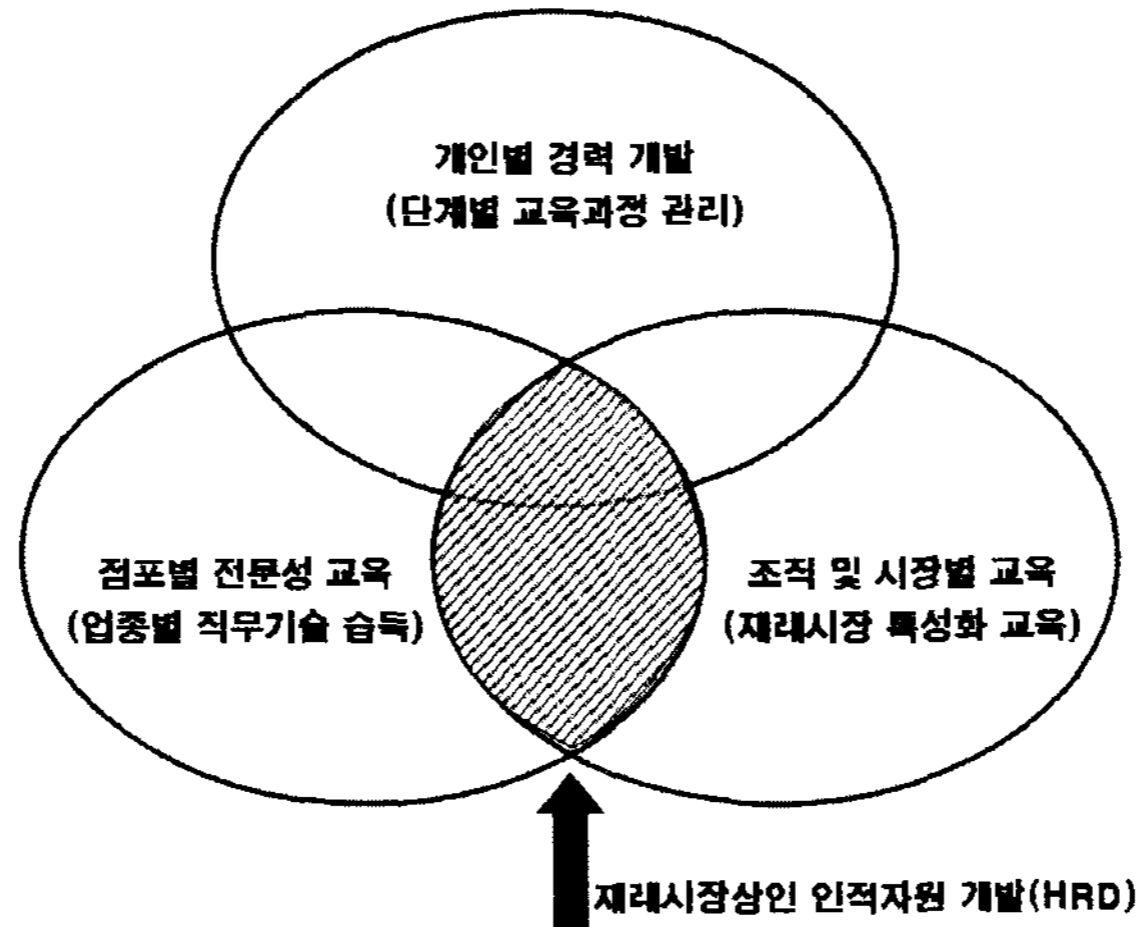 개인별 경력 개발
(단계별 교육과정 관리)
점포별 전문성 교육
(업종별 직무기술 습득)
조직 및 시장별 교육
(재래시장 특성화 교육)
재래시장상인 인적자원 개발(HRD)